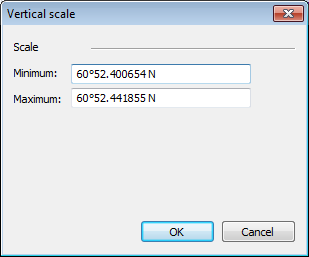 Vertical scale
Scale
Minimum: 60°52.400654 N
Maximum: 60°52.441855 N
OK Cancel